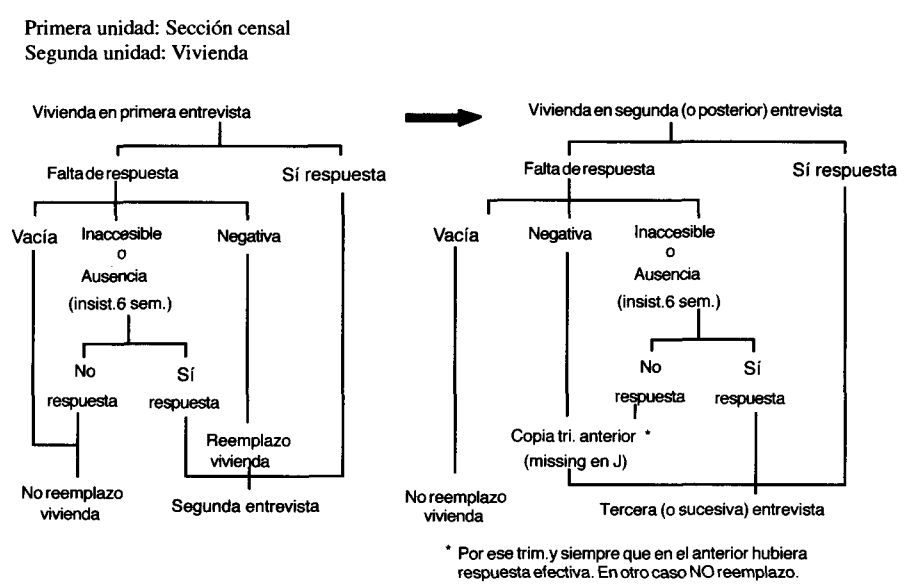 Primera unidad: Sección censal
Segunda unidad: Vivienda
Vivienda en primera entrevista
Falta de respuesta
Sí respuesta
Vacía
Inaccesible
o
Ausencia
(insist.6 sem.)
Negativa
No
respuesta
Sí
respuesta
Reemplazo
vivienda
No reemplazo
vivienda
Segunda entrevista
Vivienda en segunda (o posterior) entrevista
Falta de respuesta
Sí respuesta
Vacía
Negativa
Inaccesible
o
Ausencia
(insist.6 sem.)
No
respuesta
Sí
respuesta
Copia tri. anterior *
(missing en J)
No reemplazo
vivienda
Tercera (o sucesiva) entrevista
* Por ese trim.y siempre que en el anterior hubiera
respuesta efectiva. En otro caso NO reemplazo.